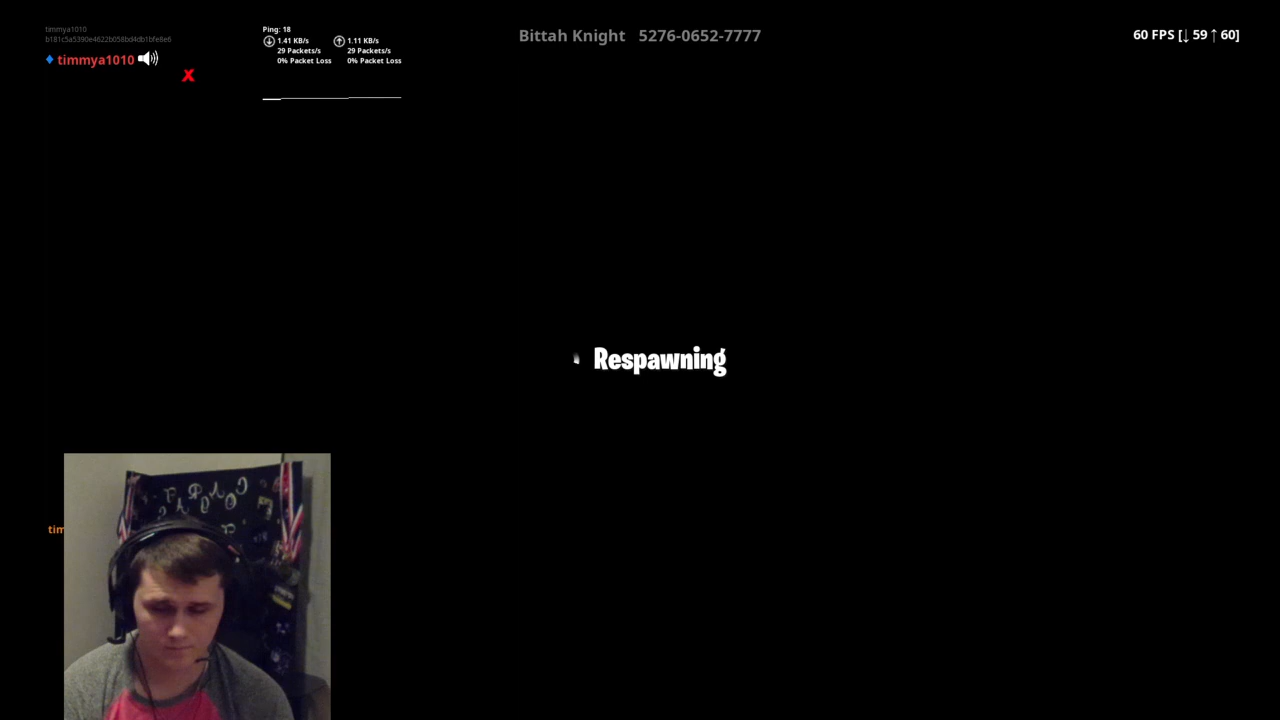 timmya1010
timmya1010
Ping: 18
1.41 KB/s
1.11 KB/s
29 Packets/s
29 Packets/s
0% Packet Loss
0% Packet Loss
Bittah Knight 5276-0652-7777
60 FPS [↓ 59 ↑ 60]
X
Respawning
tim